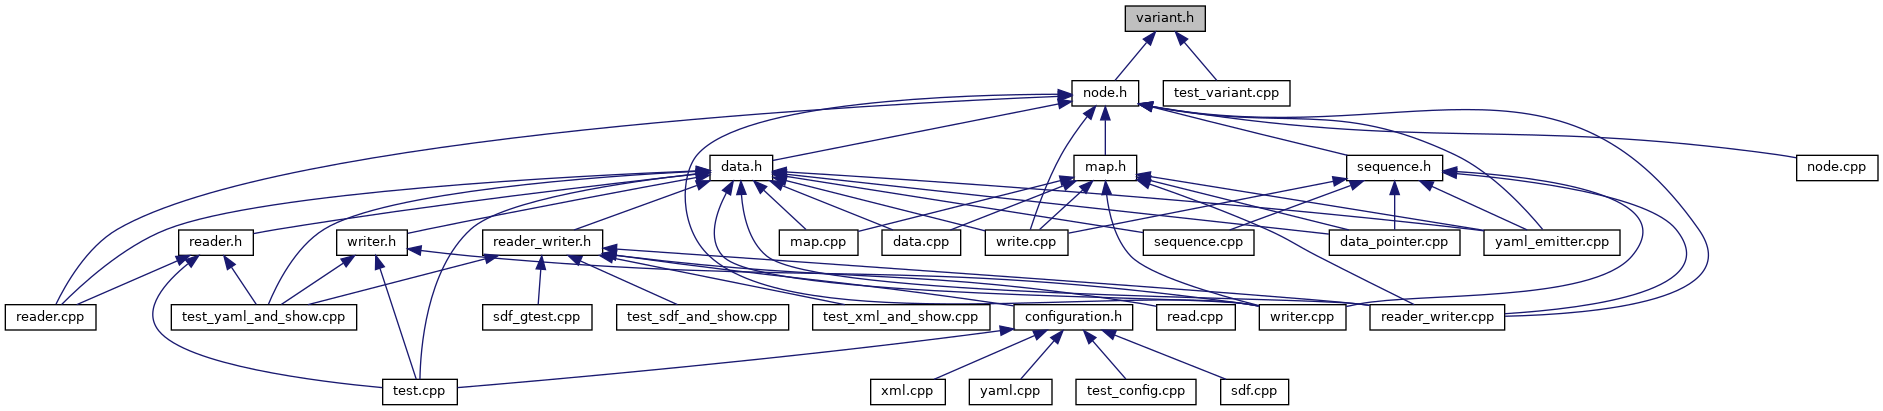 variant.h
node.h
test_variant.cpp
data.h
map.h
sequence.h
node.cpp
reader.h
writer.h
reader_writer.h
map.cpp
data.cpp
write.cpp
sequence.cpp
data_pointer.cpp
yaml_emitter.cpp
reader.cpp
test_yaml_and_show.cpp
sdf_gtest.cpp
test_sdf_and_show.cpp
test_xml_and_show.cpp
configuration.h
read.cpp
writer.cpp
reader_writer.cpp
test.cpp
xml.cpp
yaml.cpp
test_config.cpp
sdf.cpp